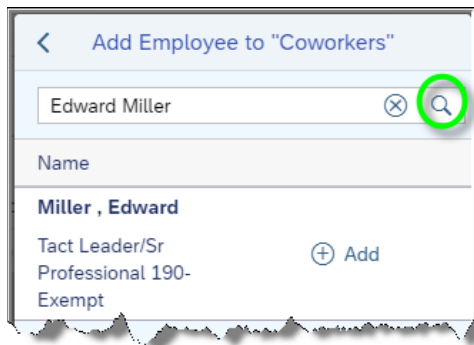 Add Employee to "Coworkers"
Edward Miller
Name
Miller , Edward
Tact Leader/Sr
Professional 190-
Exempt
Add